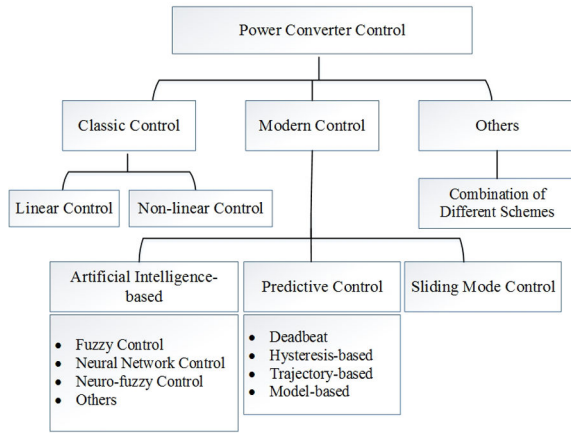 Power Converter Control
Classic Control
Modern Control
Others
Linear Control
Non-linear Control
Combination of
Different Schemes
Artificial Intelligence-
based
Predictive Control
Sliding Mode Control
• Fuzzy Control
• Neural Network Control
• Neuro-fuzzy Control
• Others
• Deadbeat
• Hysteresis-based
• Trajectory-based
• Model-based